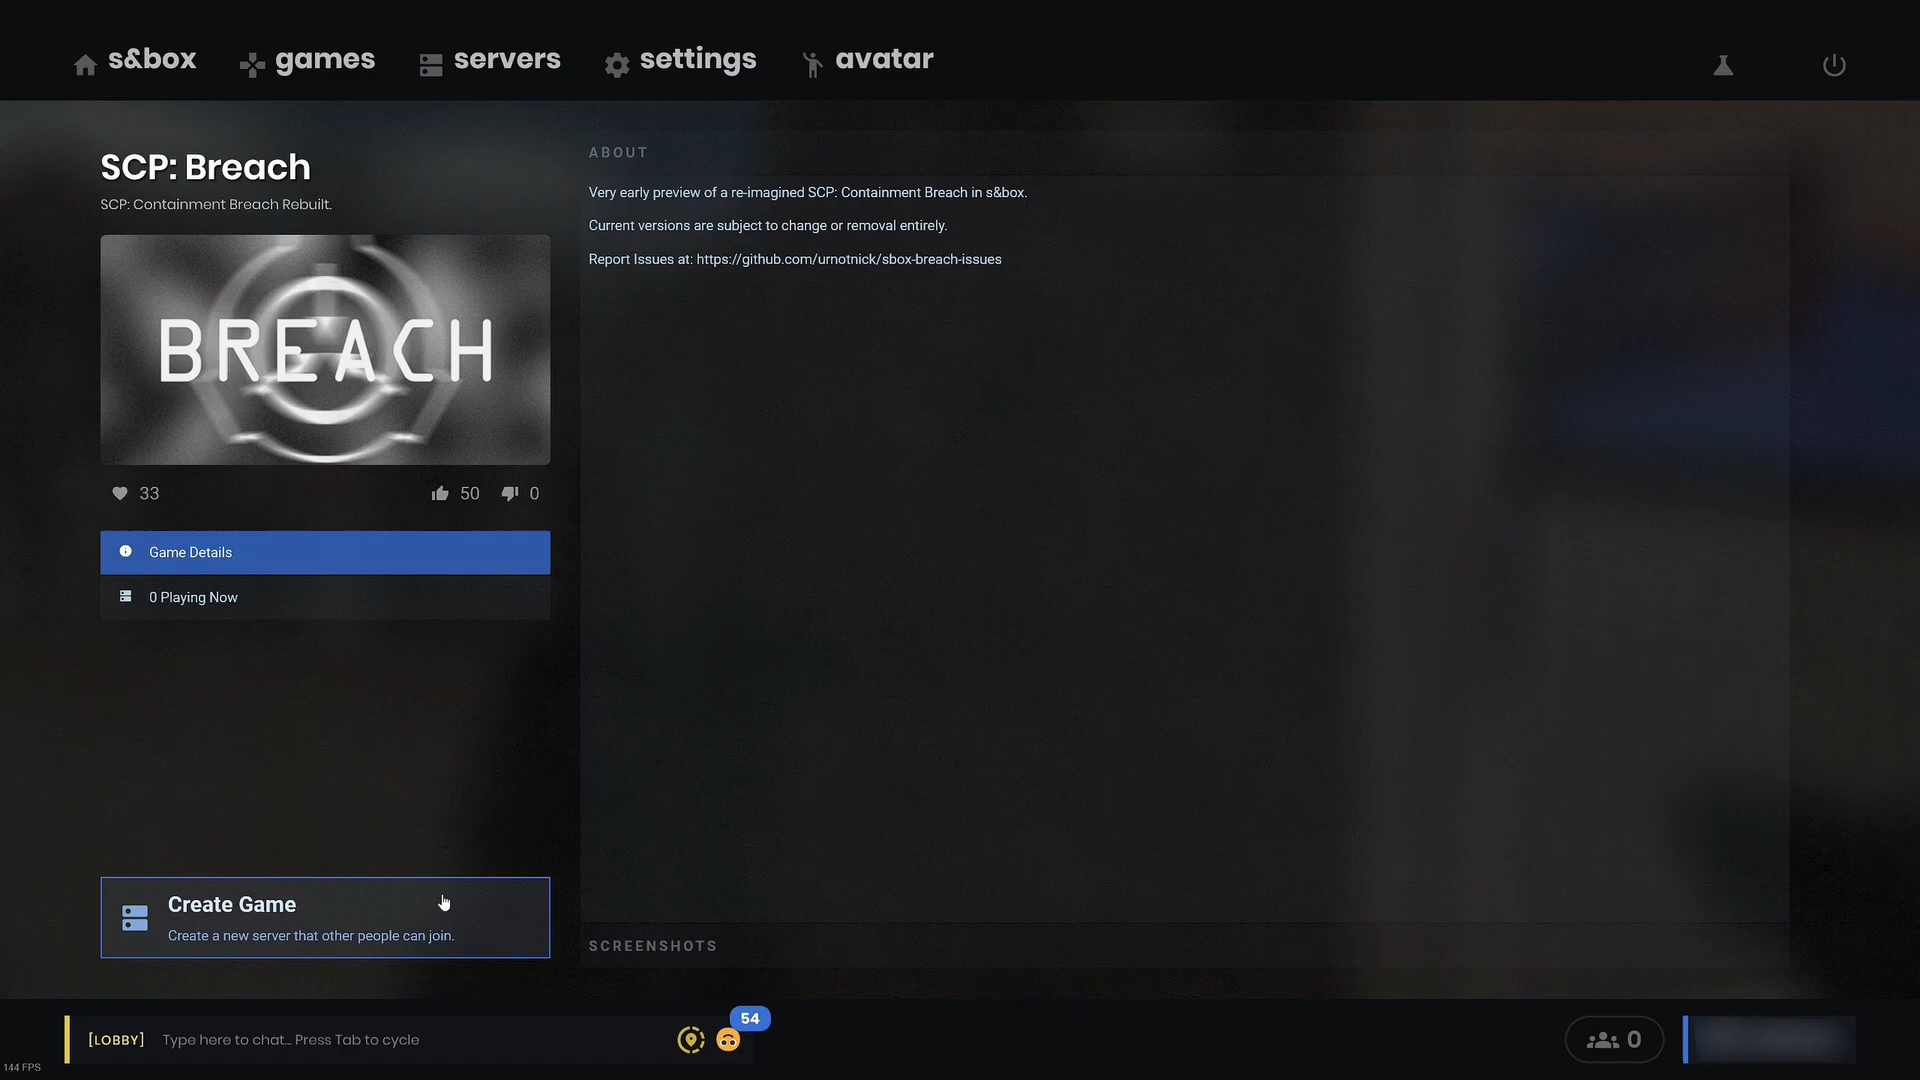 s&box games servers settings avatar
SCP: Breach
SCP: Containment Breach Rebuilt.
BREACH
33 50 0
Game Details
0 Playing Now
Create Game
Create a new server that other people can join.
ABOUT
Very early preview of a re-imagined SCP: Containment Breach in s&box.
Current versions are subject to change or removal entirely.
Report Issues at: https://github.com/urnotnick/sbox-breach-issues
SCREENSHOTS
[LOBBY] Type here to chat... Press Tab to cycle
54
0
144 FPS